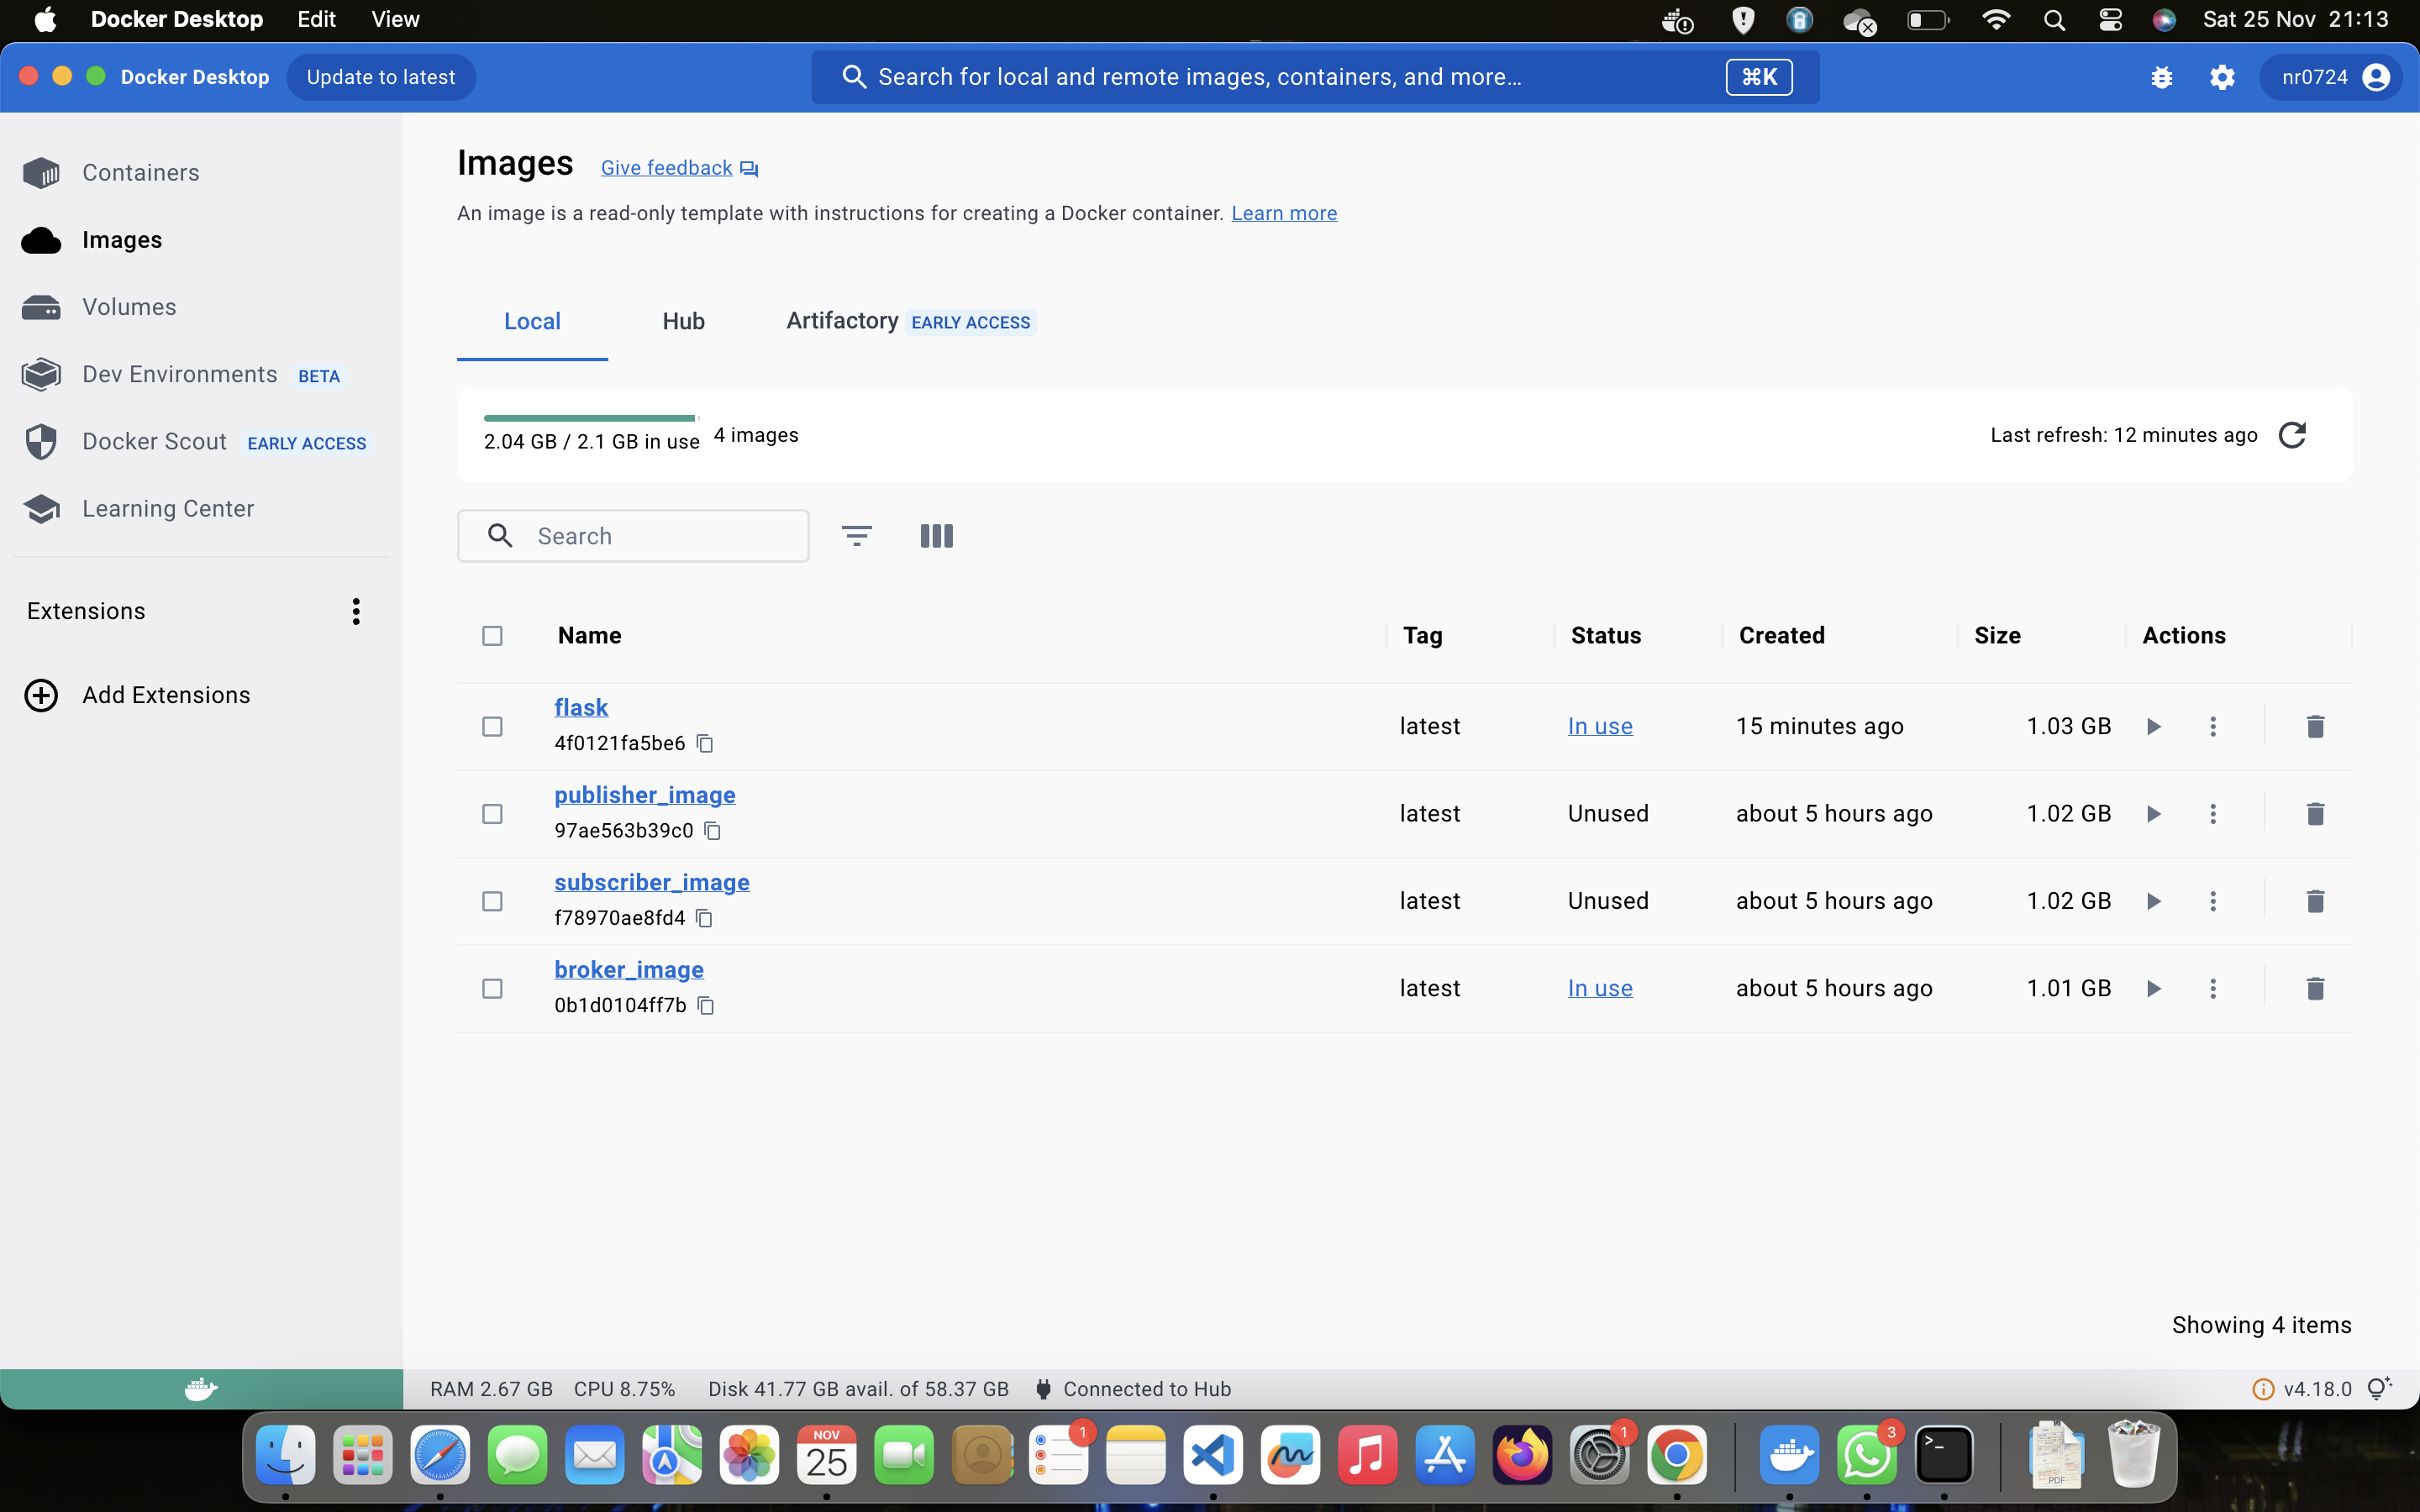 Docker Desktop Edit View Sat 25 Nov 21:13
Docker Desktop Update to latest Search for local and remote images, containers, and more... ⌘K nr0724
Containers
Images
Volumes
Dev Environments BETA
Docker Scout EARLY ACCESS
Learning Center
Extensions
Add Extensions
Images Give feedback
An image is a read-only template with instructions for creating a Docker container. Learn more
Local Hub Artifactory EARLY ACCESS
2.04 GB / 2.1 GB in use 4 images Last refresh: 12 minutes ago
Search
Name Tag Status Created Size Actions
flask
4f0121fa5be6
latest In use 15 minutes ago 1.03 GB
publisher_image
97ae563b39c0
latest Unused about 5 hours ago 1.02 GB
subscriber_image
f78970ae8fd4
latest Unused about 5 hours ago 1.02 GB
broker_image
0b1d0104ff7b
latest In use about 5 hours ago 1.01 GB
Showing 4 items
RAM 2.67 GB CPU 8.75% Disk 41.77 GB avail. of 58.37 GB Connected to Hub v4.18.0
NOV
25
1
1
3
PDF